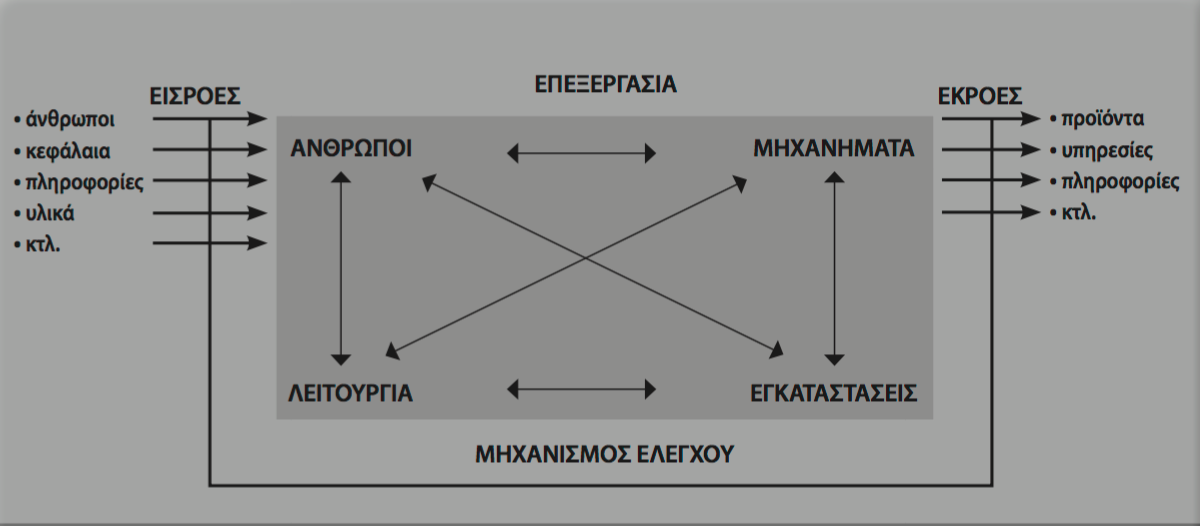 ΕΠΕΞΕΡΓΑΣΙΑ
ΕΙΣΡΟΕΣ
• άνθρωποι
• κεφάλαια
• πληροφορίες
• υλικά
• κτλ.
ΑΝΘΡΩΠΟΙ
ΜΗΧΑΝΗΜΑΤΑ
ΛΕΙΤΟΥΡΓΙΑ
ΕΓΚΑΤΑΣΤΑΣΕΙΣ
ΕΚΡΟΕΣ
• προϊόντα
• υπηρεσίες
• πληροφορίες
• κτλ.
ΜΗΧΑΝΙΣΜΟΣ ΕΛΕΓΧΟΥ